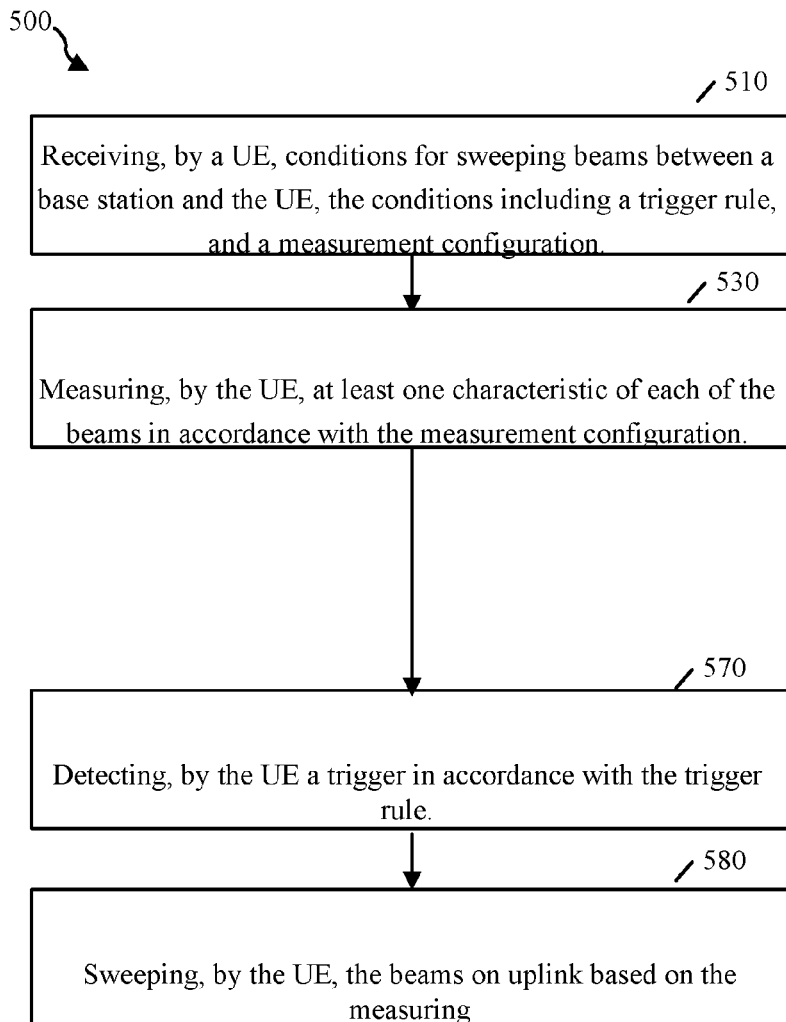 500
510
Receiving, by a UE, conditions for sweeping beams between a
base station and the UE, the conditions including a trigger rule,
and a measurement configuration.
530
Measuring, by the UE, at least one characteristic of each of the
beams in accordance with the measurement configuration.
570
Detecting, by the UE a trigger in accordance with the trigger
rule.
580
Sweeping, by the UE, the beams on uplink based on the
measuring